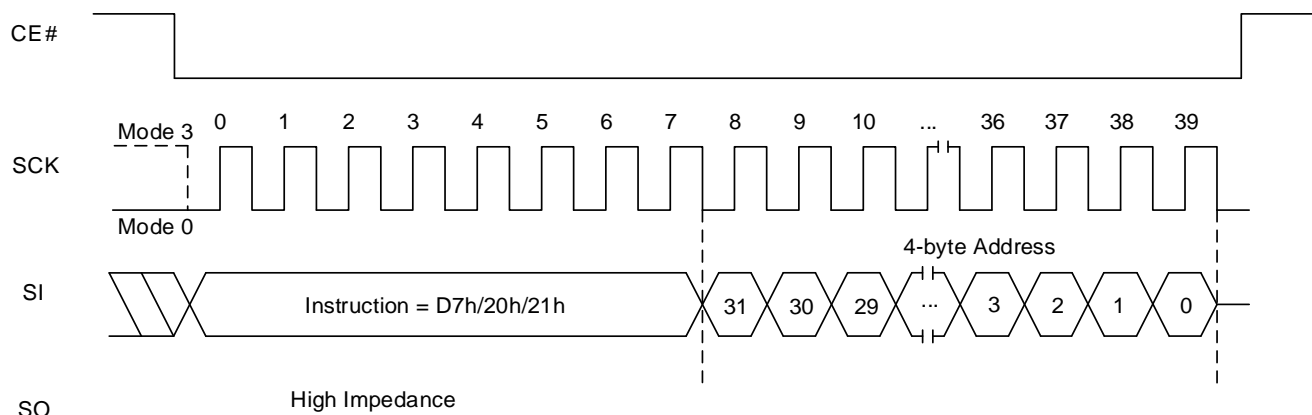 CE#
Mode 3
0 1 2 3 4 5 6 7 8 9 10 ... 36 37 38 39
SCK
Mode 0
4-byte Address
SI
Instruction = D7h/20h/21h
31 30 29 ... 3 2 1 0
High Impedance
SO